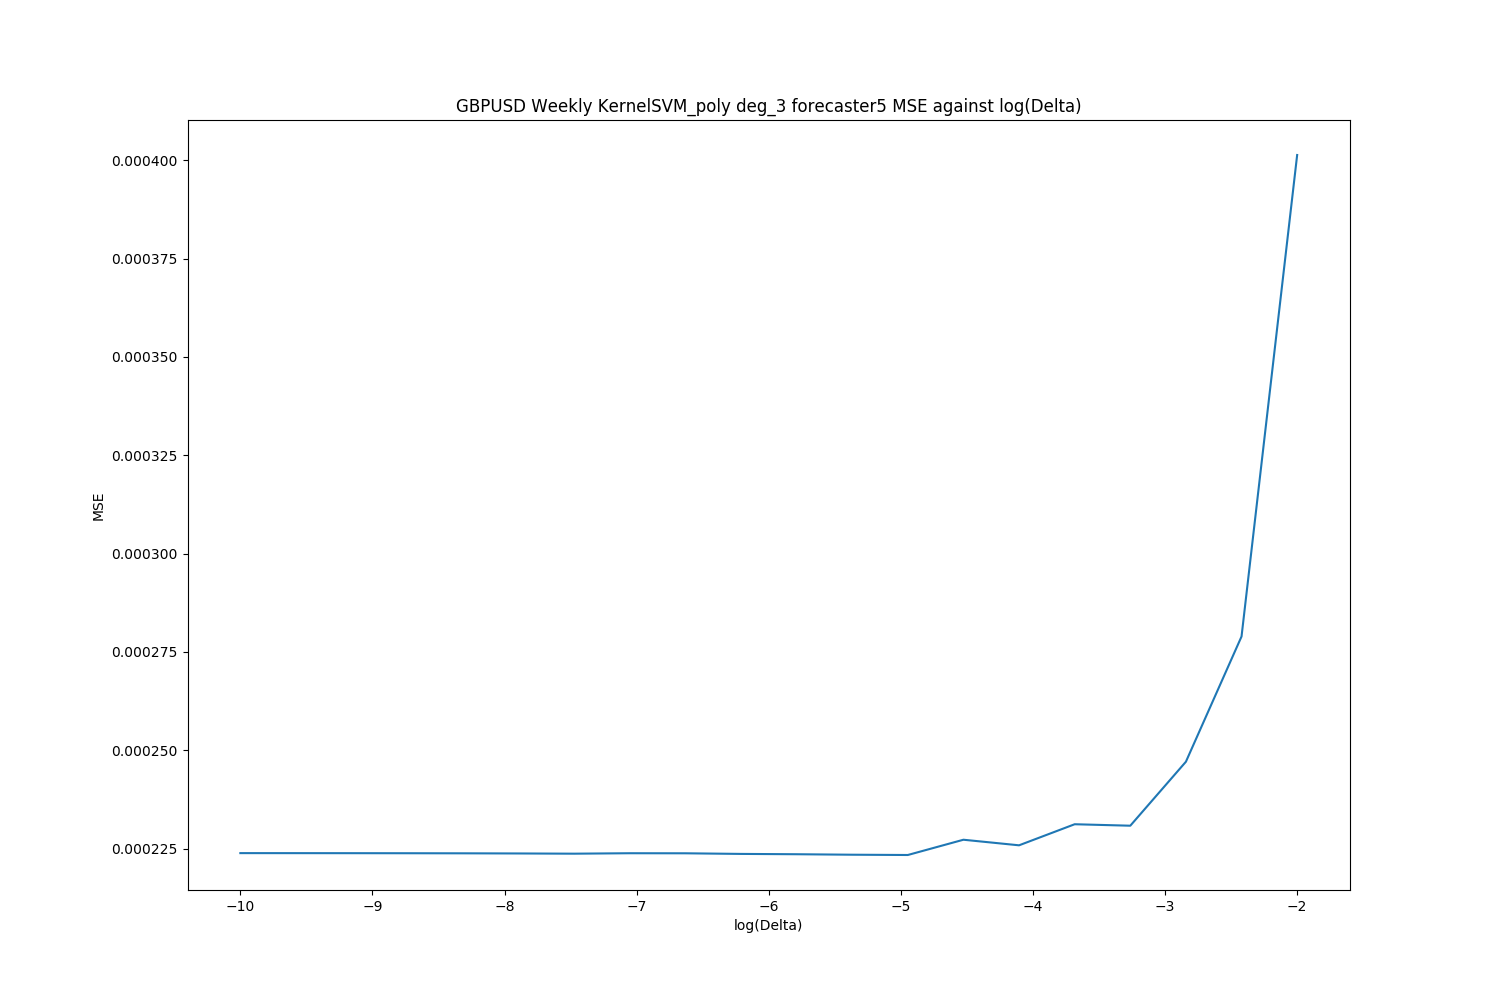 GBPUSD Weekly KernelSVM_poly deg_3 forecaster5 MSE against log(Delta)
0.000400
0.000375
0.000350
0.000325
MSE
0.000300
0.000275
0.000250
0.000225
−10 −9 −8 −7 −6 −5 −4 −3 −2
log(Delta)